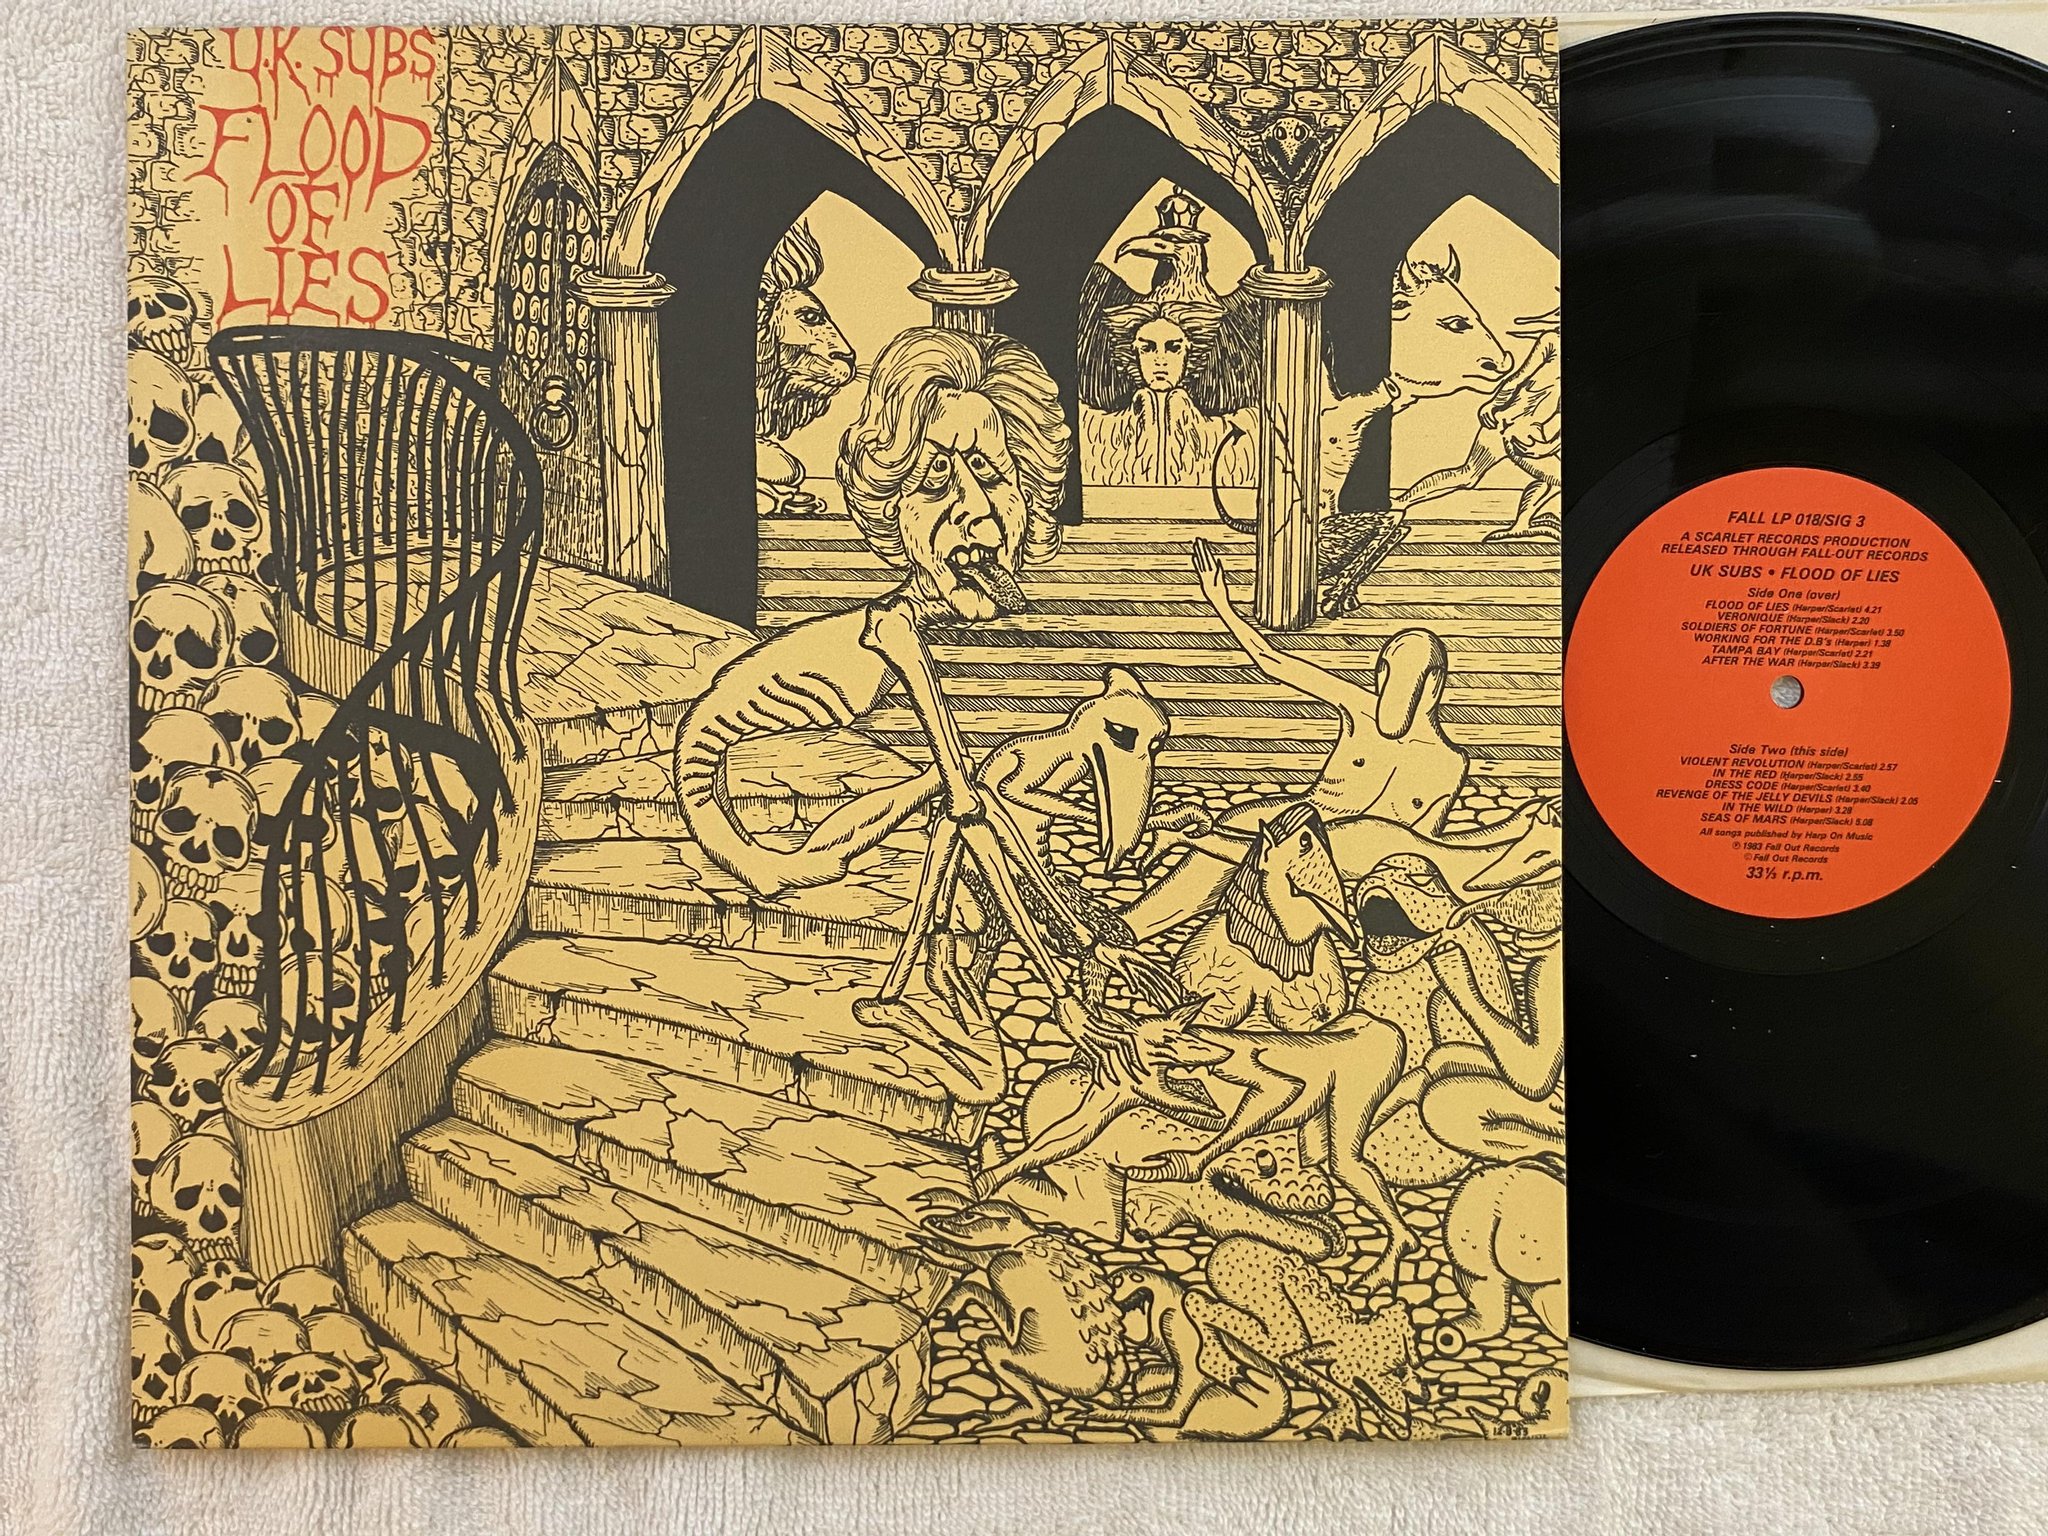 U.K. SUBS
FLOOD
OF
LIES
FALL LP 018/SIG 3
A SCARLET RECORDS PRODUCTION
RELEASED THROUGH FALL-OUT RECORDS
UK SUBS • FLOOD OF LIES
Side One (over)
FLOOD OF LIES (Harper/Scarlet) 4.21
VERONIQUE (Harper/Slack) 2.20
SOLDIERS OF FORTUNE (Harper/Scarlet) 3.50
WORKING FOR THE D.B's (Harper) 1.38
TAMPA BAY (Harper/Scarlet) 2.21
AFTER THE WAR (Harper/Slack) 3.39
Side Two (this side)
VIOLENT REVOLUTION (Harper/Scarlet) 2.57
IN THE RED (Harper/Slack) 2.55
DRESS CODE (Harper/Scarlet) 3.40
REVENGE OF THE JELLY DEVILS (Harper/Slack) 2.05
IN THE WILD (Harper) 3.28
SEAS OF MARS (Harper/Slack) 5.08
All songs published by Harp On Music
℗ 1983 Fall Out Records
© Fall Out Records
33⅓ r.p.m.